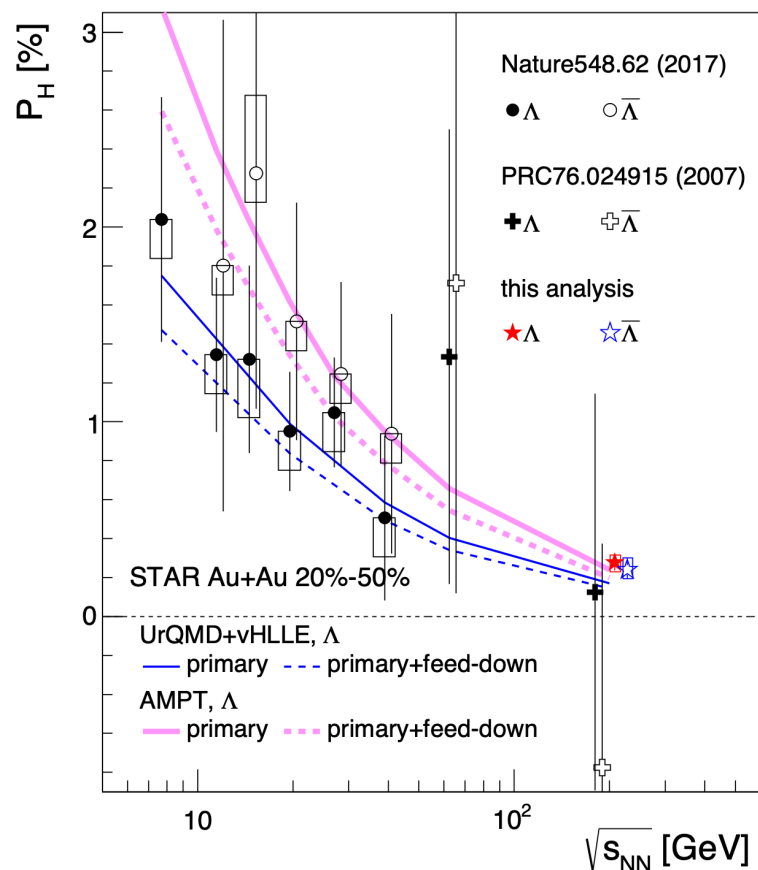 P_H [%]
3
2
1
0
Nature548.62 (2017)
Λ Λ̅
PRC76.024915 (2007)
Λ Λ̅
this analysis
Λ Λ̅
STAR Au+Au 20%-50%
UrQMD+vHLLE, Λ
primary primary+feed-down
AMPT, Λ
primary primary+feed-down
10 10²
√s_NN [GeV]